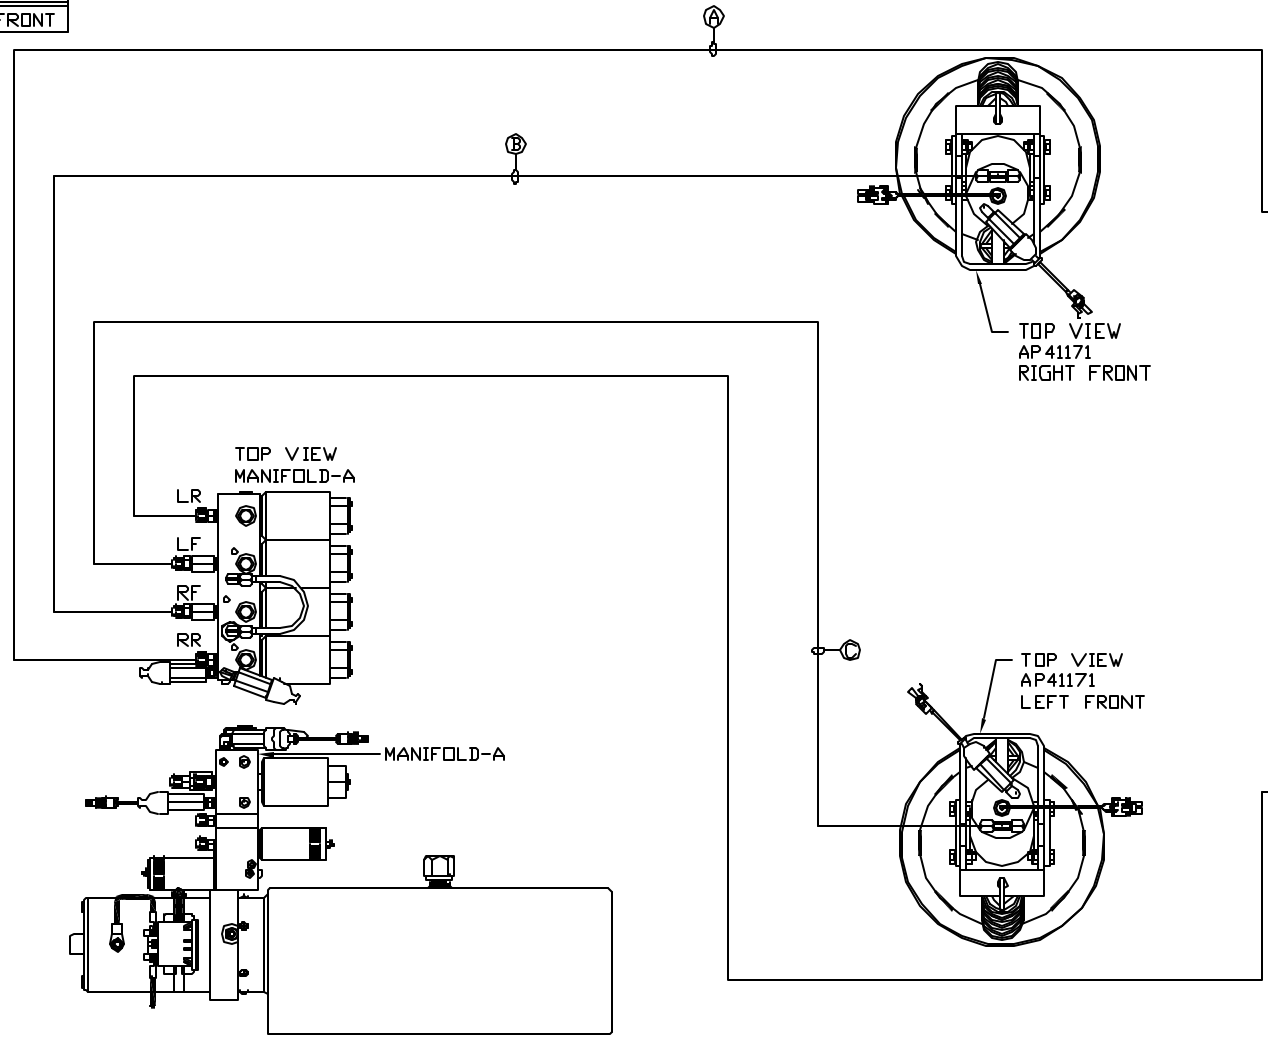 FRONT
A
B
TOP VIEW
AP41171
RIGHT FRONT
TOP VIEW
MANIFOLD-A
LR
LF
RF
RR
C
TOP VIEW
AP41171
LEFT FRONT
MANIFOLD-A